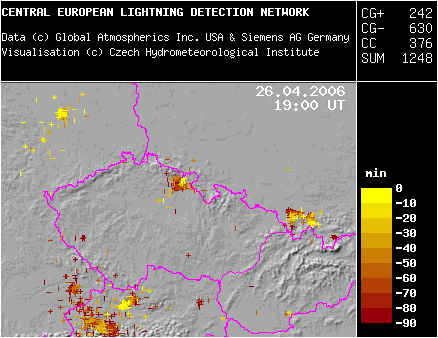 CENTRAL EUROPEAN LIGHTNING DETECTION NETWORK
Data (c) Global Atmospherics Inc. USA & Siemens AG Germany
Visualisation (c) Czech Hydrometeorological Institute
CG+ 242
CG- 630
CC 376
SUM 1248
26.04.2006
19:00 UT
min
0
-10
-20
-30
-40
-50
-60
-70
-80
-90